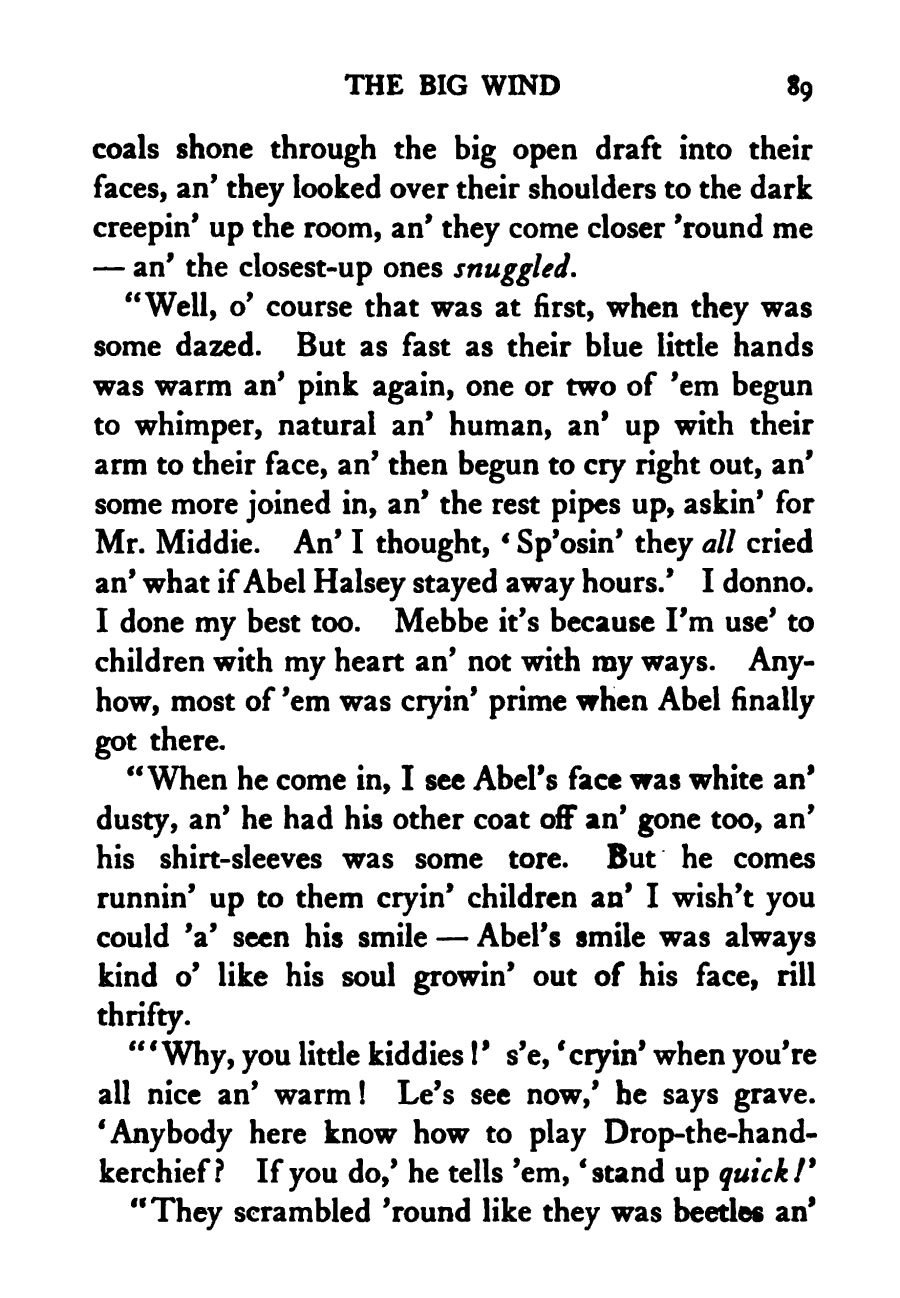 THE BIG WIND 89
coals shone through the big open draft into their
faces, an' they looked over their shoulders to the dark
creepin' up the room, an' they come closer 'round me
— an' the closest-up ones snuggled.
"Well, o' course that was at first, when they was
some dazed. But as fast as their blue little hands
was warm an' pink again, one or two of 'em begun
to whimper, natural an' human, an' up with their
arm to their face, an' then begun to cry right out, an'
some more joined in, an' the rest pipes up, askin' for
Mr. Middie. An' I thought, 'Sp'osin' they all cried
an' what if Abel Halsey stayed away hours.' I donno.
I done my best too. Mebbe it's because I'm use' to
children with my heart an' not with my ways. Any-
how, most of 'em was cryin' prime when Abel finally
got there.
"When he come in, I see Abel's face was white an'
dusty, an' he had his other coat off an' gone too, an'
his shirt-sleeves was some tore. But he comes
runnin' up to them cryin' children an' I wish't you
could 'a' seen his smile — Abel's smile was always
kind o' like his soul growin' out of his face, rill
thrifty.
"'Why, you little kiddies!' s'e, 'cryin' when you're
all nice an' warm! Le's see now,' he says grave.
'Anybody here know how to play Drop-the-hand-
kerchief? If you do,' he tells 'em, 'stand up quick!'
"They scrambled 'round like they was beetles an'